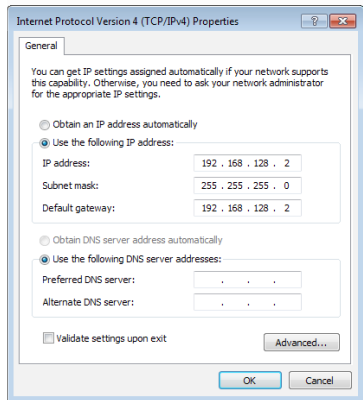 Internet Protocol Version 4 (TCP/IPv4) Properties
General
You can get IP settings assigned automatically if your network supports
this capability. Otherwise, you need to ask your network administrator
for the appropriate IP settings.
Obtain an IP address automatically
Use the following IP address:
IP address: 192 . 168 . 128 . 2
Subnet mask: 255 . 255 . 255 . 0
Default gateway: 192 . 168 . 128 . 2
Obtain DNS server address automatically
Use the following DNS server addresses:
Preferred DNS server: . . .
Alternate DNS server: . . .
Validate settings upon exit
Advanced...
OK Cancel